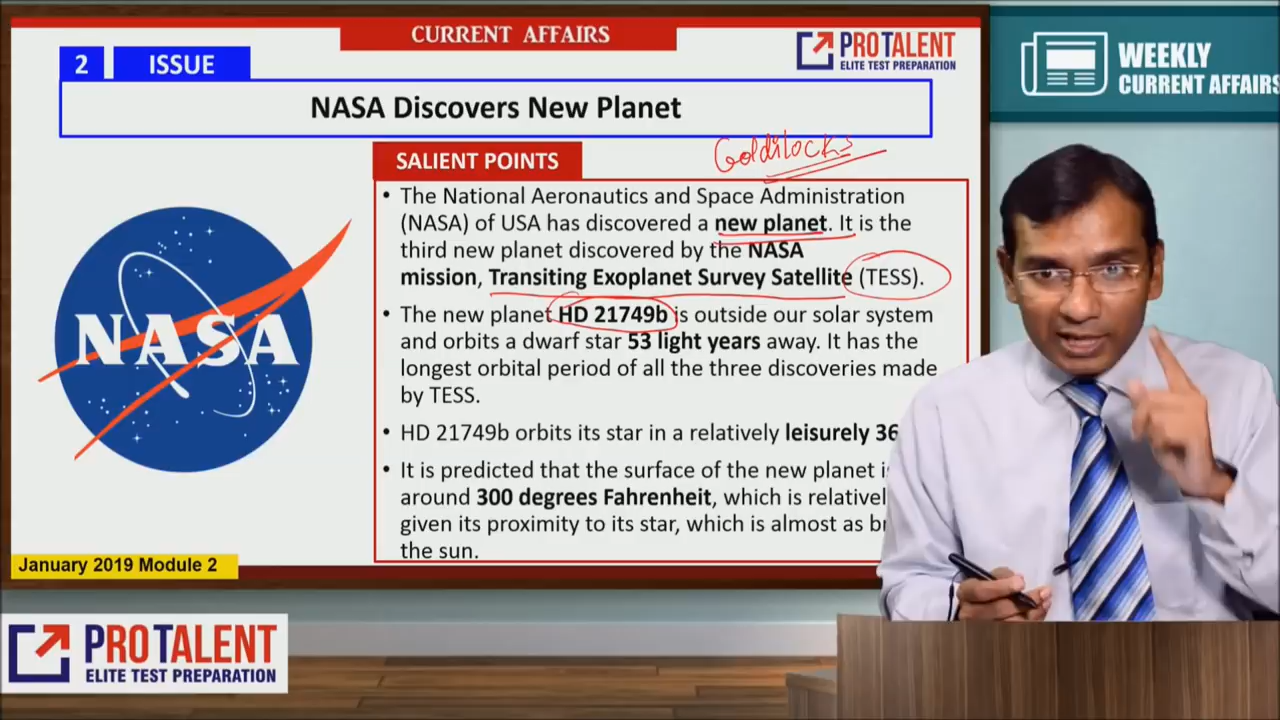 CURRENT AFFAIRS
2 ISSUE
PROTALENT
ELITE TEST PREPARATION
WEEKLY
CURRENT AFFAIRS
NASA Discovers New Planet
Goldilocks
SALIENT POINTS
• The National Aeronautics and Space Administration
(NASA) of USA has discovered a new planet. It is the
third new planet discovered by the NASA
mission, Transiting Exoplanet Survey Satellite (TESS).
• The new planet HD 21749b is outside our solar system
and orbits a dwarf star 53 light years away. It has the
longest orbital period of all the three discoveries made
by TESS.
• HD 21749b orbits its star in a relatively leisurely 36
• It is predicted that the surface of the new planet is
around 300 degrees Fahrenheit, which is relativel
given its proximity to its star, which is almost as br
the sun.
NASA
January 2019 Module 2
PROTALENT
ELITE TEST PREPARATION